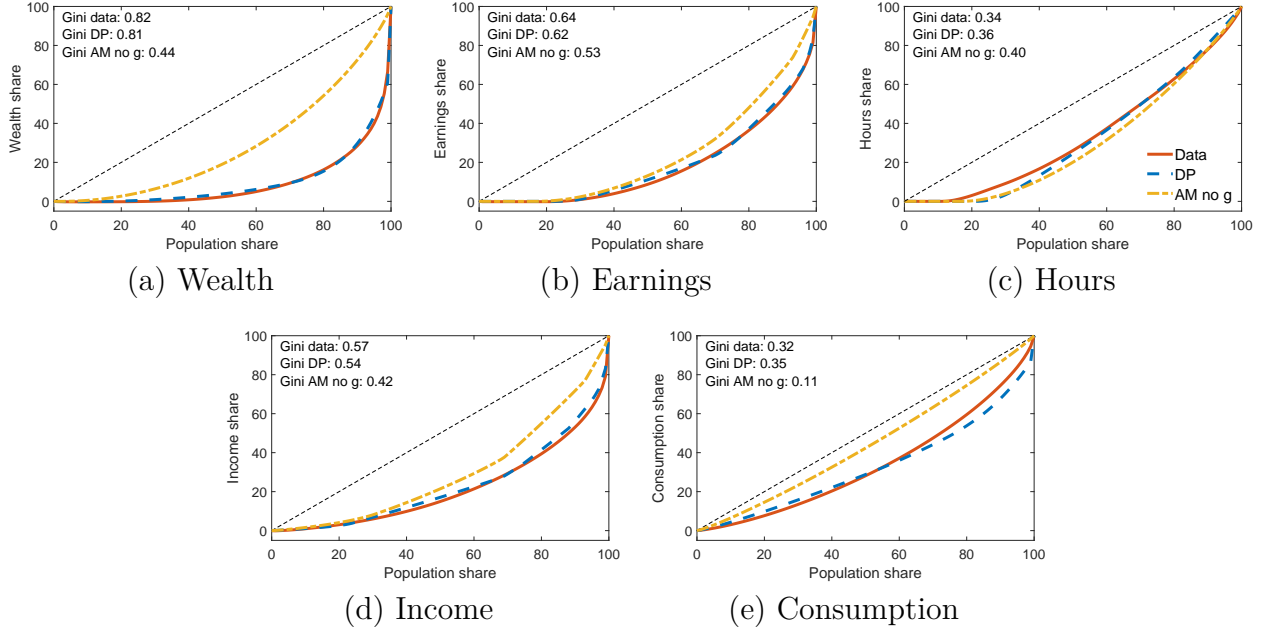 Gini data: 0.82
Gini DP: 0.81
Gini AM no g: 0.44
Wealth share
100
80
60
40
20
0
0 20 40 60 80 100
Population share
(a) Wealth
Gini data: 0.64
Gini DP: 0.62
Gini AM no g: 0.53
Earnings share
100
80
60
40
20
0
0 20 40 60 80 100
Population share
(b) Earnings
Gini data: 0.34
Gini DP: 0.36
Gini AM no g: 0.40
Hours share
100
80
60
40
20
0
Data
DP
AM no g
0 20 40 60 80 100
Population share
(c) Hours
Gini data: 0.57
Gini DP: 0.54
Gini AM no g: 0.42
Income share
100
80
60
40
20
0
0 20 40 60 80 100
Population share
(d) Income
Gini data: 0.32
Gini DP: 0.35
Gini AM no g: 0.11
Consumption share
100
80
60
40
20
0
0 20 40 60 80 100
Population share
(e) Consumption